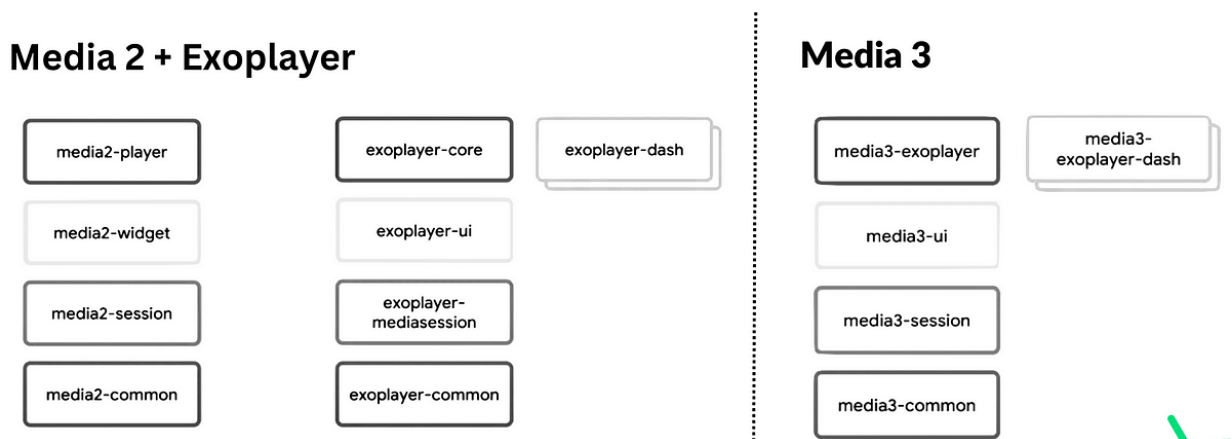 Media 2 + Exoplayer
media2-player
media2-widget
media2-session
media2-common
exoplayer-core
exoplayer-ui
exoplayer-
mediasession
exoplayer-common
exoplayer-dash
Media 3
media3-exoplayer
media3-ui
media3-session
media3-common
media3-
exoplayer-dash